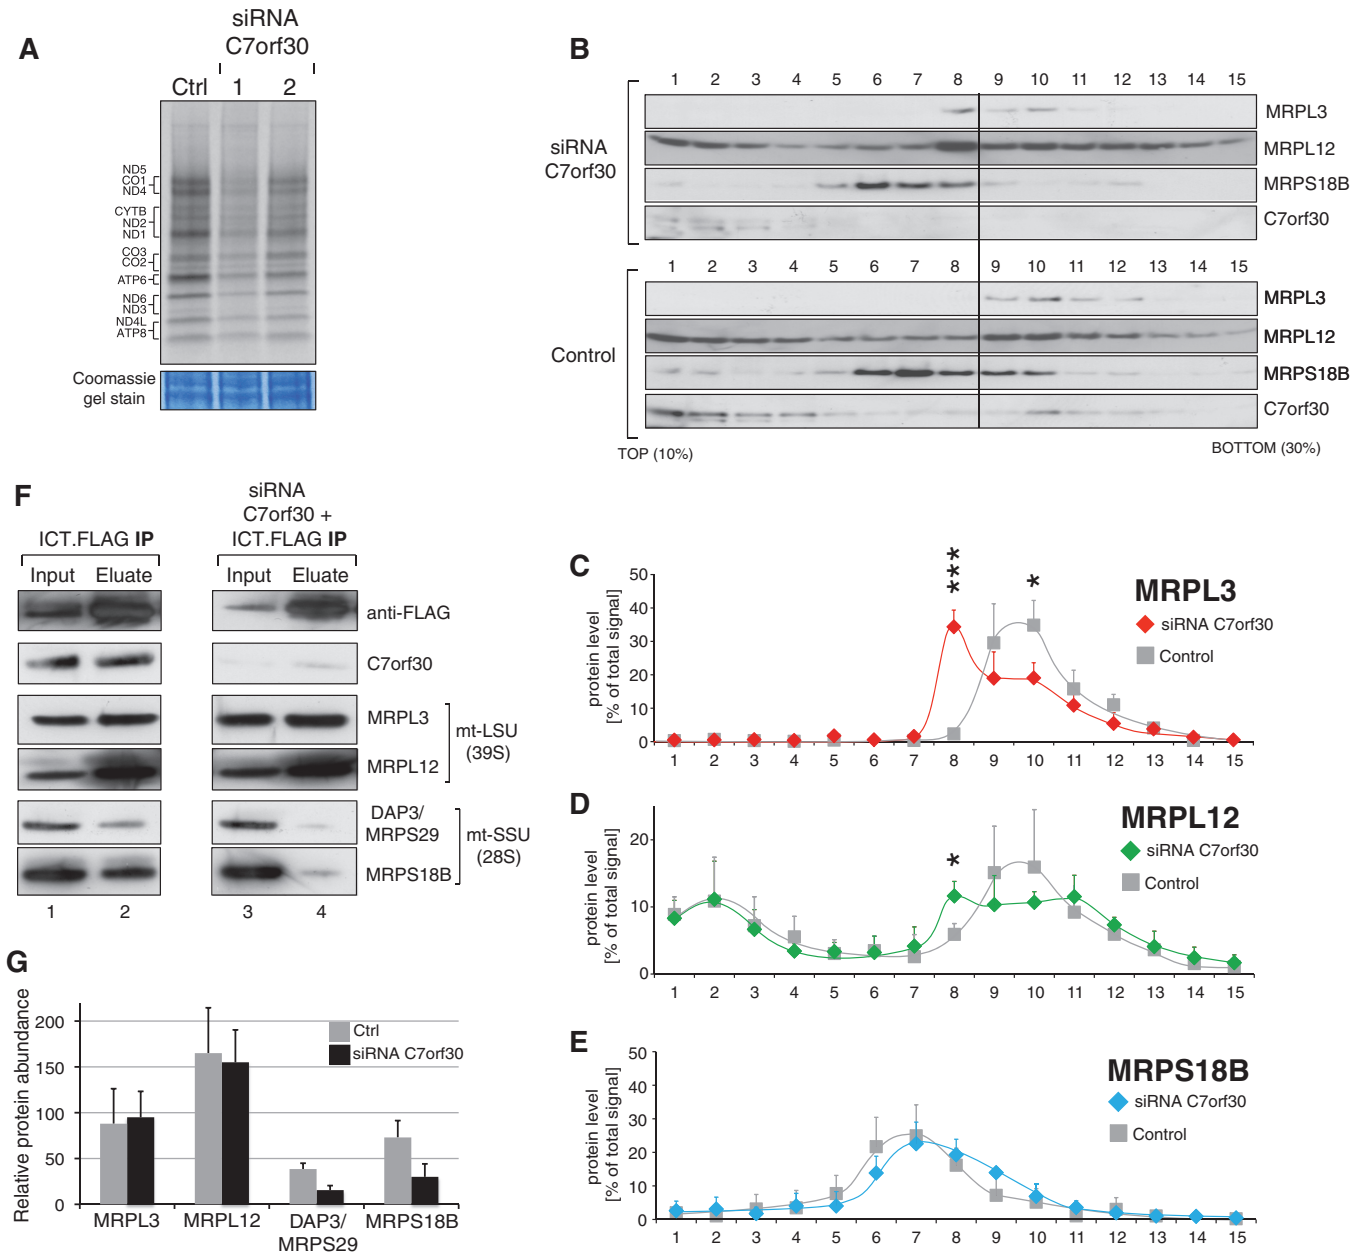 A
siRNA
C7orf30
Ctrl 1 2
ND5
CO1
ND4
CYTB
ND2
ND1
CO3
CO2
ATP6
ND6
ND3
ND4L
ATP8
Coomassie
gel stain
B
1 2 3 4 5 6 7 8 9 10 11 12 13 14 15
siRNA
C7orf30
MRPL3
MRPL12
MRPS18B
C7orf30
1 2 3 4 5 6 7 8 9 10 11 12 13 14 15
Control
MRPL3
MRPL12
MRPS18B
C7orf30
TOP (10%)
BOTTOM (30%)
F
ICT.FLAG IP
Input Eluate
siRNA
C7orf30 +
ICT.FLAG IP
Input Eluate
anti-FLAG
C7orf30
MRPL3
MRPL12
mt-LSU
(39S)
DAP3/
MRPS29
MRPS18B
mt-SSU
(28S)
1 2 3 4
G
Relative protein abundance
200
150
100
50
0
Ctrl
siRNA C7orf30
MRPL3 MRPL12 DAP3/ MRPS18B
MRPS29
C
protein level
[% of total signal]
50
40
30
20
10
0
***
*
MRPL3
siRNA C7orf30
Control
1 2 3 4 5 6 7 8 9 10 11 12 13 14 15
D
protein level
[% of total signal]
20
10
0
*
MRPL12
siRNA C7orf30
Control
1 2 3 4 5 6 7 8 9 10 11 12 13 14 15
E
protein level
[% of total signal]
50
40
30
20
10
0
MRPS18B
siRNA C7orf30
Control
1 2 3 4 5 6 7 8 9 10 11 12 13 14 15